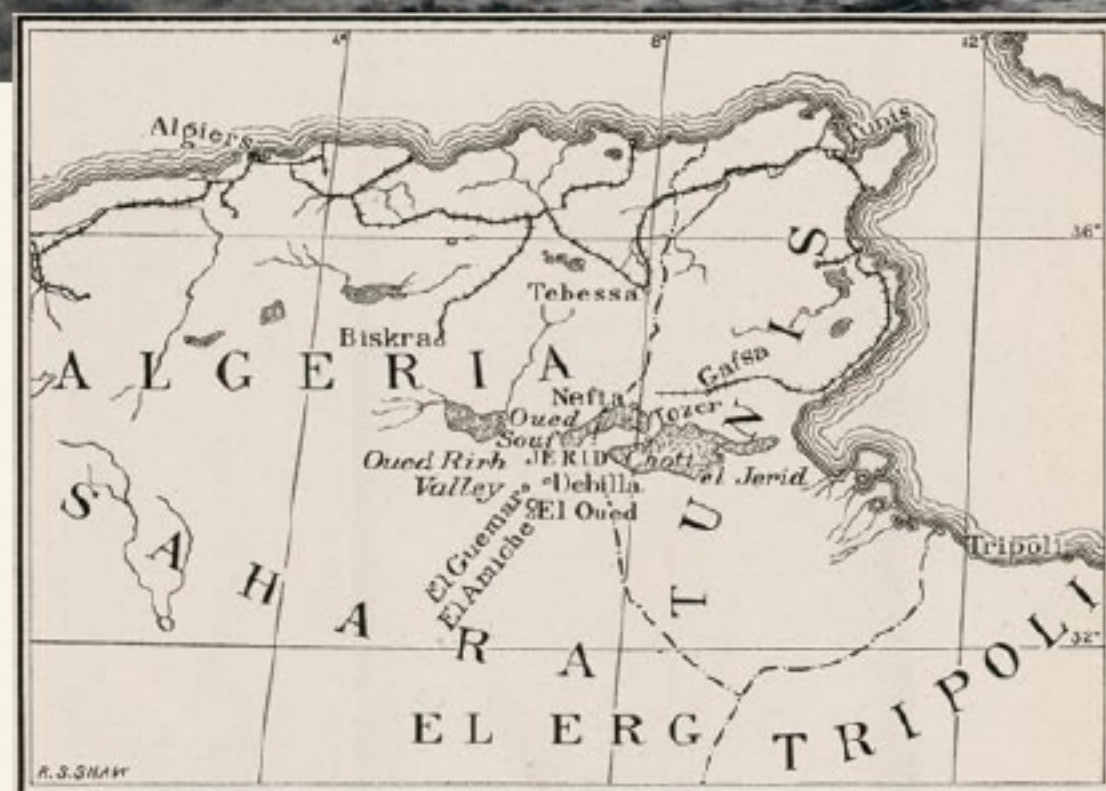 4°
8°
12°
Algiers
Tunis
36°
Tebessa
Biskra
ALGERIA
Gafsa
Nefta
Tozer
Oued
Souf
Oued Rirh
Valley
JERID
Chott
el Jerid
Debilla
El Oued
El Guemar
El Amiche
TUNIS
SAHARA
Tripoli
32°
EL ERG
TRIPOLI
R.S.SHAW